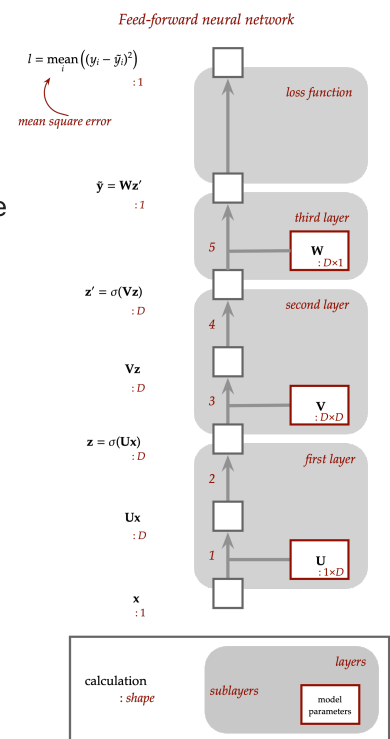 Feed-forward neural network
l = mean_i ((y_i − ỹ_i)²)
: 1
mean square error
loss function
e
ỹ = Wz′
: 1
third layer
5
W
: D×1
z′ = σ(Vz)
: D
second layer
4
Vz
: D
3
V
: D×D
z = σ(Ux)
: D
first layer
2
Ux
: D
1
U
: 1×D
x
: 1
calculation
: shape
layers
sublayers
model
parameters